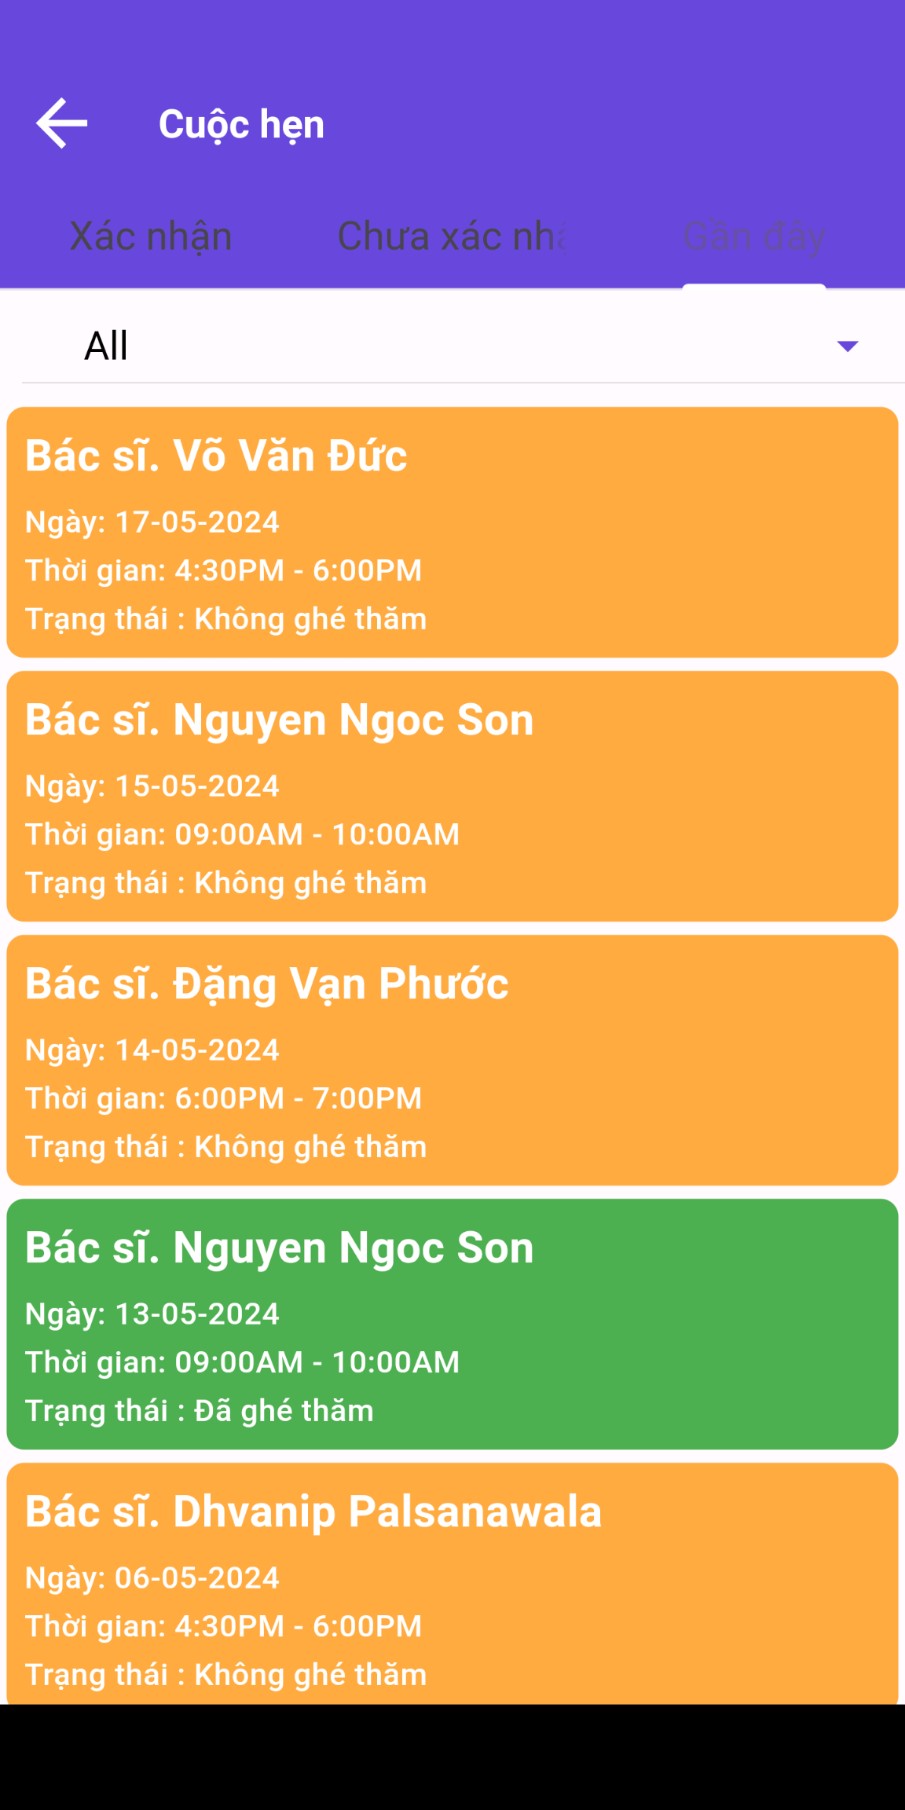 Cuộc hẹn
Xác nhận Chưa xác nhậ Gần đây
All
Bác sĩ. Võ Văn Đức
Ngày: 17-05-2024
Thời gian: 4:30PM - 6:00PM
Trạng thái : Không ghé thăm
Bác sĩ. Nguyen Ngoc Son
Ngày: 15-05-2024
Thời gian: 09:00AM - 10:00AM
Trạng thái : Không ghé thăm
Bác sĩ. Đặng Vạn Phước
Ngày: 14-05-2024
Thời gian: 6:00PM - 7:00PM
Trạng thái : Không ghé thăm
Bác sĩ. Nguyen Ngoc Son
Ngày: 13-05-2024
Thời gian: 09:00AM - 10:00AM
Trạng thái : Đã ghé thăm
Bác sĩ. Dhvanip Palsanawala
Ngày: 06-05-2024
Thời gian: 4:30PM - 6:00PM
Trạng thái : Không ghé thăm